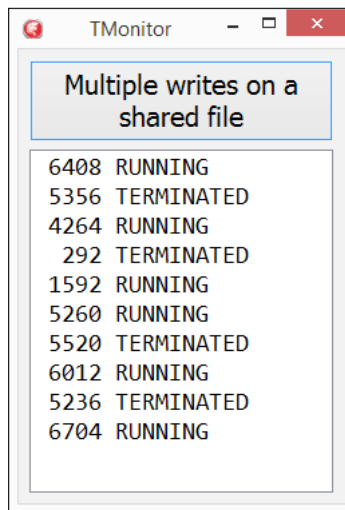 TMonitor
Multiple writes on a
shared file
6408 RUNNING
5356 TERMINATED
4264 RUNNING
292 TERMINATED
1592 RUNNING
5260 RUNNING
5520 TERMINATED
6012 RUNNING
5236 TERMINATED
6704 RUNNING